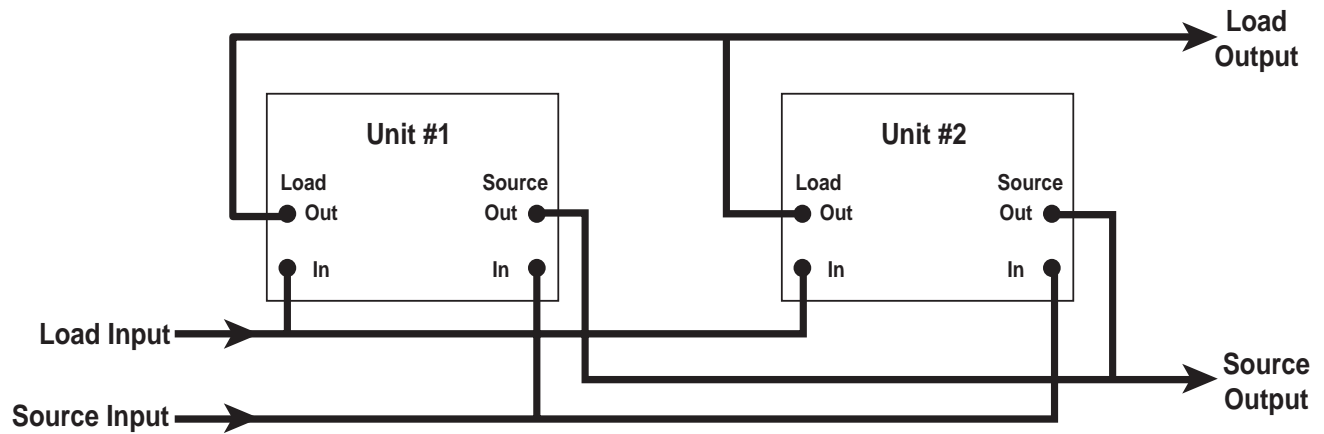 Load
Output
Unit #1
Unit #2
Load
Source
Load
Source
Out
Out
Out
Out
In
In
In
In
Load Input
Source
Output
Source Input